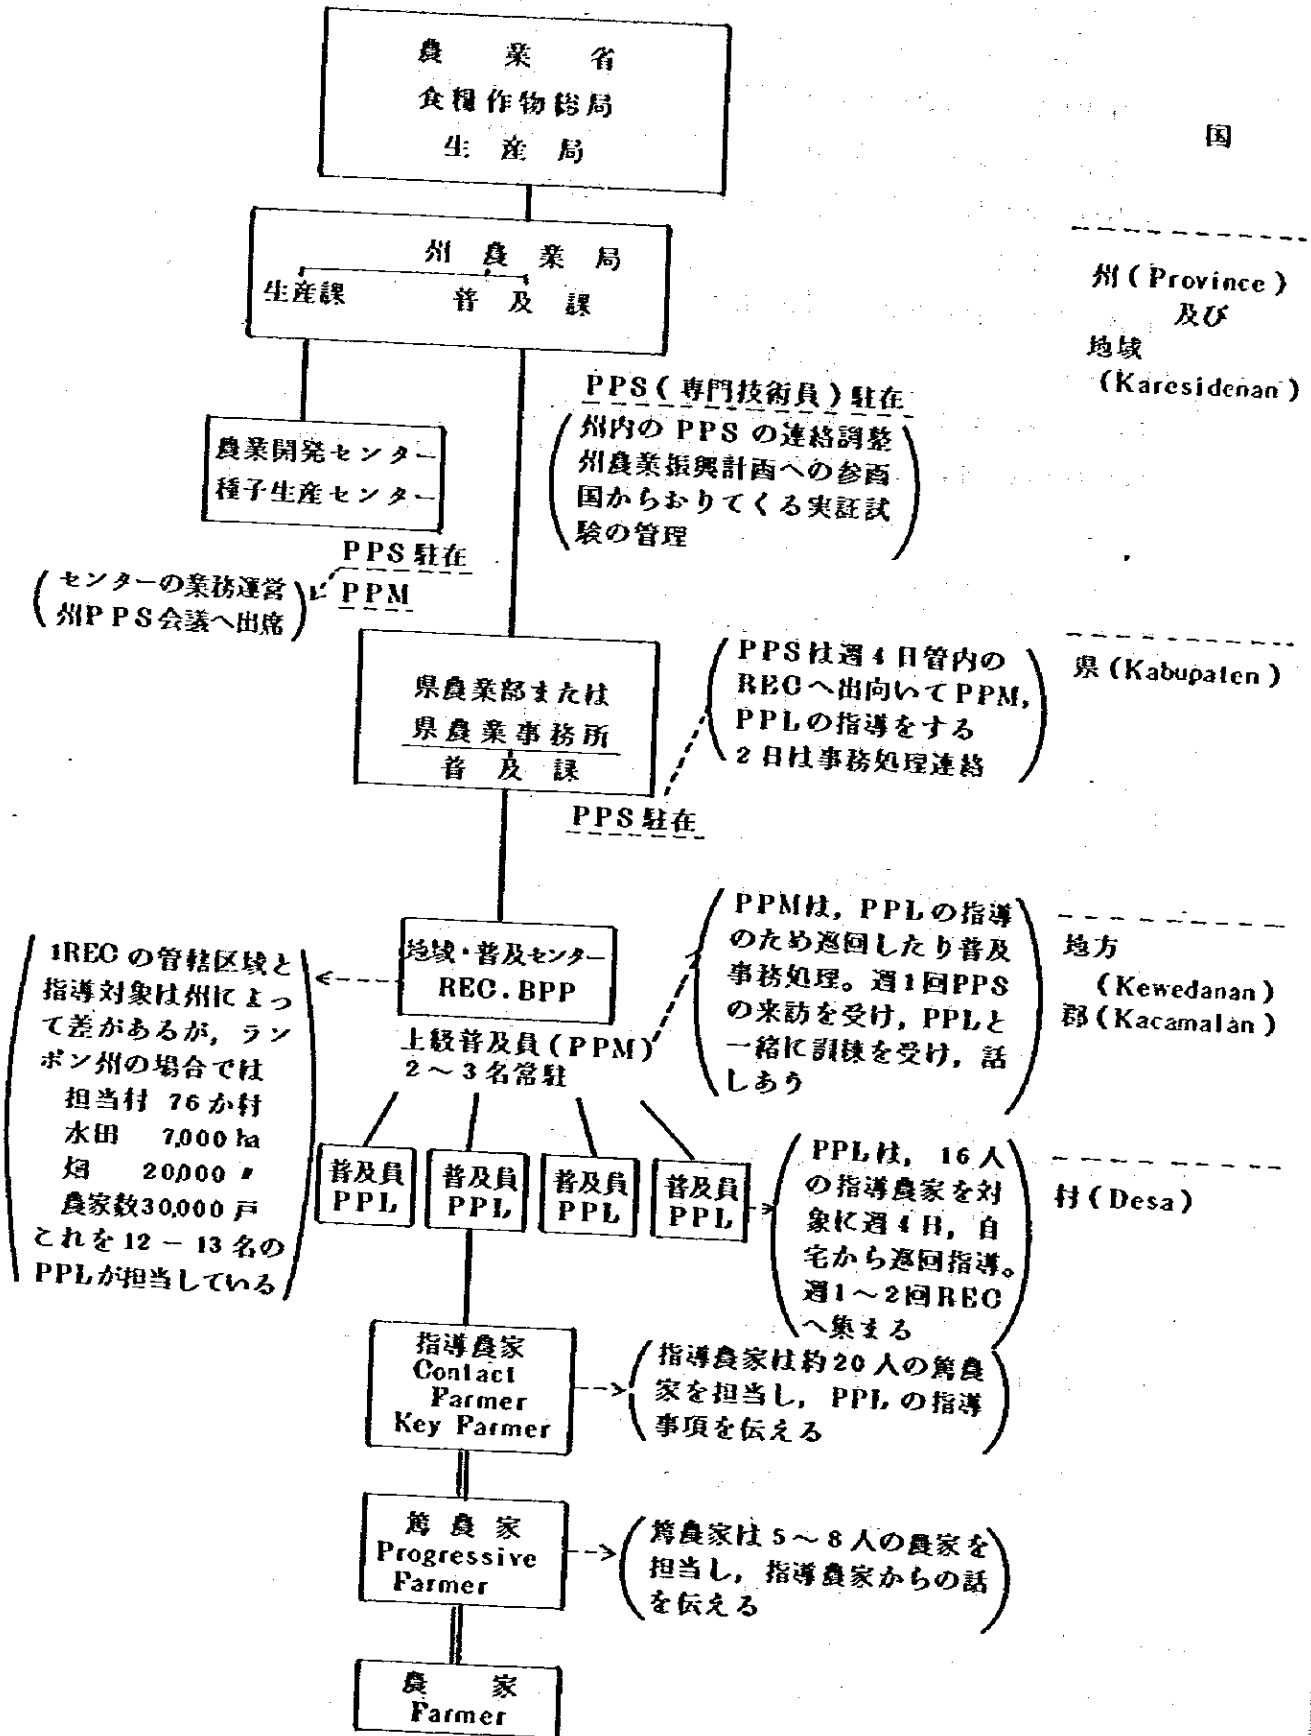 農業省
食糧作物総局
生産局
国
州農業局
生産課 普及課
州(Province)
及び
地域
(Karesidenan)
PPS(専門技術員)駐在
州内のPPSの連絡調整
州農業振興計画への参画
国からおりてくる実証試
験の管理
農業開発センター
種子生産センター
PPS駐在
PPM
センターの業務運営
州PPS会議へ出席
県農業部または
県農業事務所
普及課
PPS駐在
PPSは週4日管内の
RECへ出向いてPPM,
PPLの指導をする
2日は事務処理連絡
県(Kabupaten)
地域・普及センター
REC.BPP
上級普及員(PPM)
2~3名常駐
PPMは,PPLの指導
のため巡回したり普及
事務処理。週1回PPS
の来訪を受け,PPLと
一緒に訓練を受け,話
しあう
地方
(Kewedanan)
郡(Kacamalan)
1RECの管轄区域と
指導対象は州によっ
て差があるが,ラン
ポン州の場合では
担当村 76か村
水田 7,000 ha
畑 20,000 〃
農家数30,000戸
これを12-13名の
PPLが担当している
普及員
PPL
普及員
PPL
普及員
PPL
普及員
PPL
PPLは,16人
の指導農家を対
象に週4日,自
宅から巡回指導。
週1~2回REC
へ集まる
村(Desa)
指導農家
Contact
Farmer
Key Farmer
指導農家は約20人の篤農
家を担当し,PPLの指導
事項を伝える
篤農家
Progressive
Farmer
篤農家は5~8人の農家を
担当し,指導農家からの話
を伝える
農家
Farmer